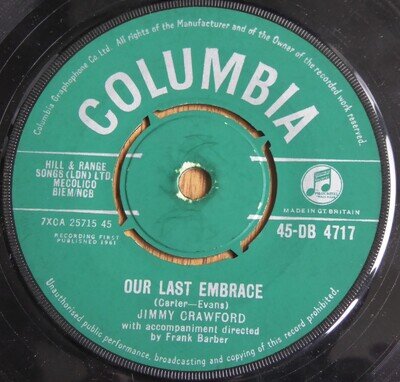 Columbia Graphophone Co. Ltd. All rights of the Manufacturer and of the Owner of the recorded work reserved.
COLUMBIA
HILL & RANGE
SONGS (LDN) LTD.
MECOLICO
BIEM/NCB
7XCA 25715 45
RECORDING FIRST
PUBLISHED 1961
MADE IN GT. BRITAIN
45-DB 4717
OUR LAST EMBRACE
(Carter—Evans)
JIMMY CRAWFORD
with accompaniment directed
by Frank Barber
Unauthorised public performance, broadcasting and copying of this record prohibited.